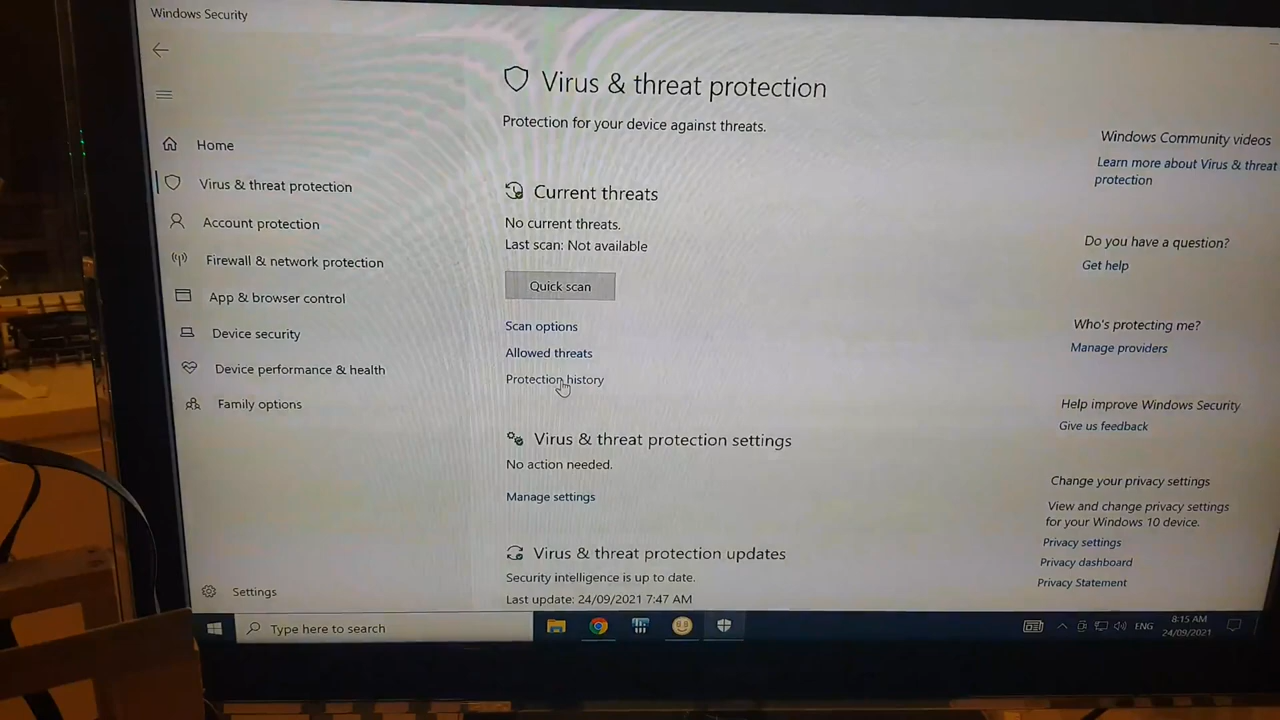 Windows Security
Home
Virus & threat protection
Account protection
Firewall & network protection
App & browser control
Device security
Device performance & health
Family options
Settings
Virus & threat protection
Protection for your device against threats.
Current threats
No current threats.
Last scan: Not available
Quick scan
Scan options
Allowed threats
Protection history
Virus & threat protection settings
No action needed.
Manage settings
Virus & threat protection updates
Security intelligence is up to date.
Last update: 24/09/2021 7:47 AM
Windows Community videos
Learn more about Virus & threat
protection
Do you have a question?
Get help
Who's protecting me?
Manage providers
Help improve Windows Security
Give us feedback
Change your privacy settings
View and change privacy settings
for your Windows 10 device.
Privacy settings
Privacy dashboard
Privacy Statement
Type here to search
ENG
8:15 AM
24/09/2021